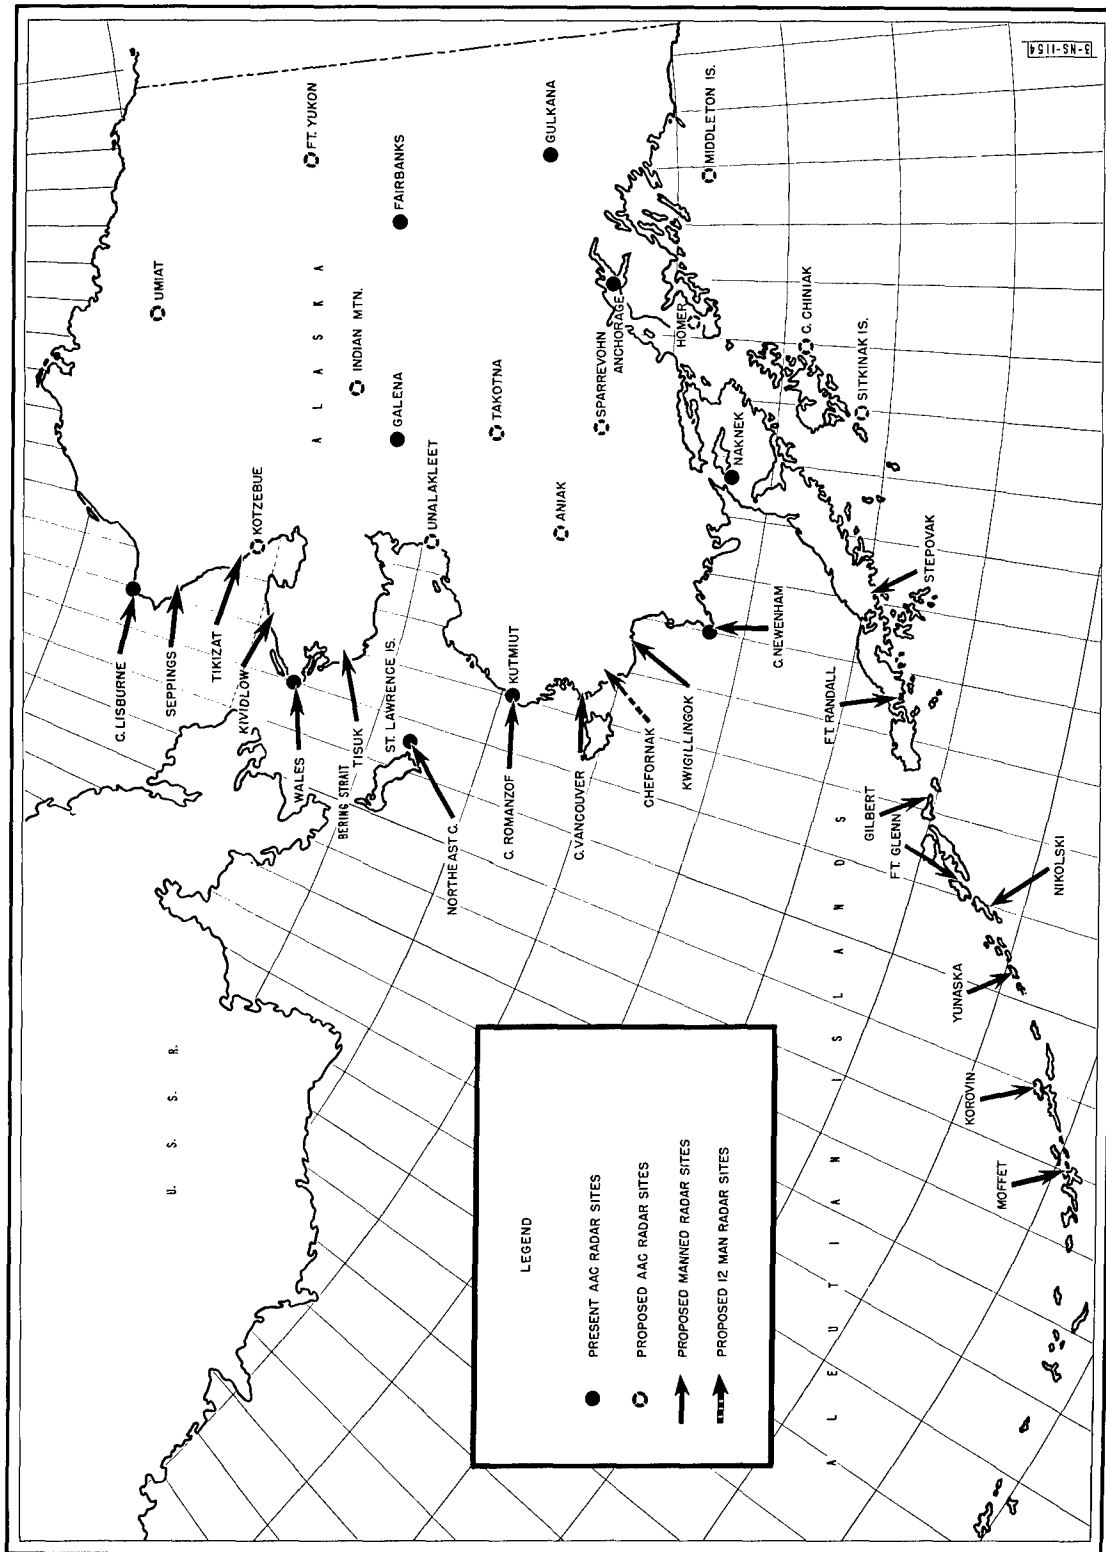 3-NS-1154
UMIAT
FT. YUKON
FAIRBANKS
GULKANA
MIDDLETON IS.
A L A S K A
INDIAN MTN.
GALENA
TAKOTNA
SPARREVOHN
ANCHORAGE
HOMER
C. CHINIAK
SITKINAK IS.
KOTZEBUE
UNALAKLEET
ANIAK
NAKNEK
STEPOVAK
C. LISBURNE
SEPPINGS
TIKIZAT
KIVIDLOW
WALES
BERING STRAIT
TISUK
ST. LAWRENCE IS.
NORTHEAST C.
KUTMIUT
C. ROMANZOF
C. VANCOUVER
CHEFORNAK
KWIGILLINGOK
C. NEWENHAM
FT. RANDALL
GILBERT
FT. GLENN
NIKOLSKI
YUNASKA
KOROVIN
MOFFET
U. S. S. R.
A L E U T I A N I S L A N D S
LEGEND
PRESENT AAC RADAR SITES
PROPOSED AAC RADAR SITES
PROPOSED MANNED RADAR SITES
PROPOSED 12 MAN RADAR SITES